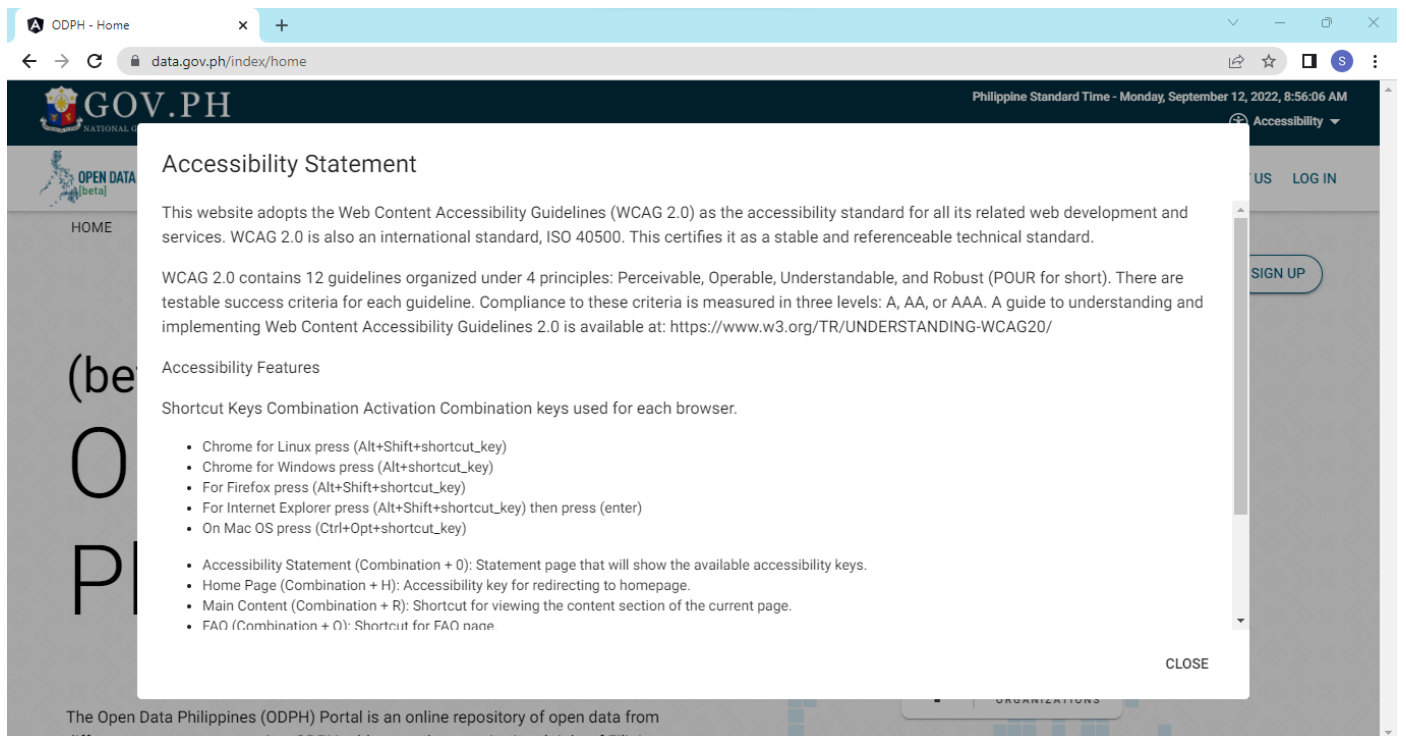 ODPH - Home
data.gov.ph/index/home
S
GOV.PH
NATIONAL G
Philippine Standard Time - Monday, September 12, 2022, 8:56:06 AM
Accessibility
OPEN DATA
[beta]
US LOG IN
HOME
SIGN UP
Accessibility Statement
This website adopts the Web Content Accessibility Guidelines (WCAG 2.0) as the accessibility standard for all its related web development and
services. WCAG 2.0 is also an international standard, ISO 40500. This certifies it as a stable and referenceable technical standard.
WCAG 2.0 contains 12 guidelines organized under 4 principles: Perceivable, Operable, Understandable, and Robust (POUR for short). There are
testable success criteria for each guideline. Compliance to these criteria is measured in three levels: A, AA, or AAA. A guide to understanding and
implementing Web Content Accessibility Guidelines 2.0 is available at: https://www.w3.org/TR/UNDERSTANDING-WCAG20/
Accessibility Features
Shortcut Keys Combination Activation Combination keys used for each browser.
• Chrome for Linux press (Alt+Shift+shortcut_key)
• Chrome for Windows press (Alt+shortcut_key)
• For Firefox press (Alt+Shift+shortcut_key)
• For Internet Explorer press (Alt+Shift+shortcut_key) then press (enter)
• On Mac OS press (Ctrl+Opt+shortcut_key)
• Accessibility Statement (Combination + 0): Statement page that will show the available accessibility keys.
• Home Page (Combination + H): Accessibility key for redirecting to homepage.
• Main Content (Combination + R): Shortcut for viewing the content section of the current page.
• FAQ (Combination + Q): Shortcut for FAQ page.
CLOSE
(be
O
P
ORGANIZATIONS
The Open Data Philippines (ODPH) Portal is an online repository of open data from